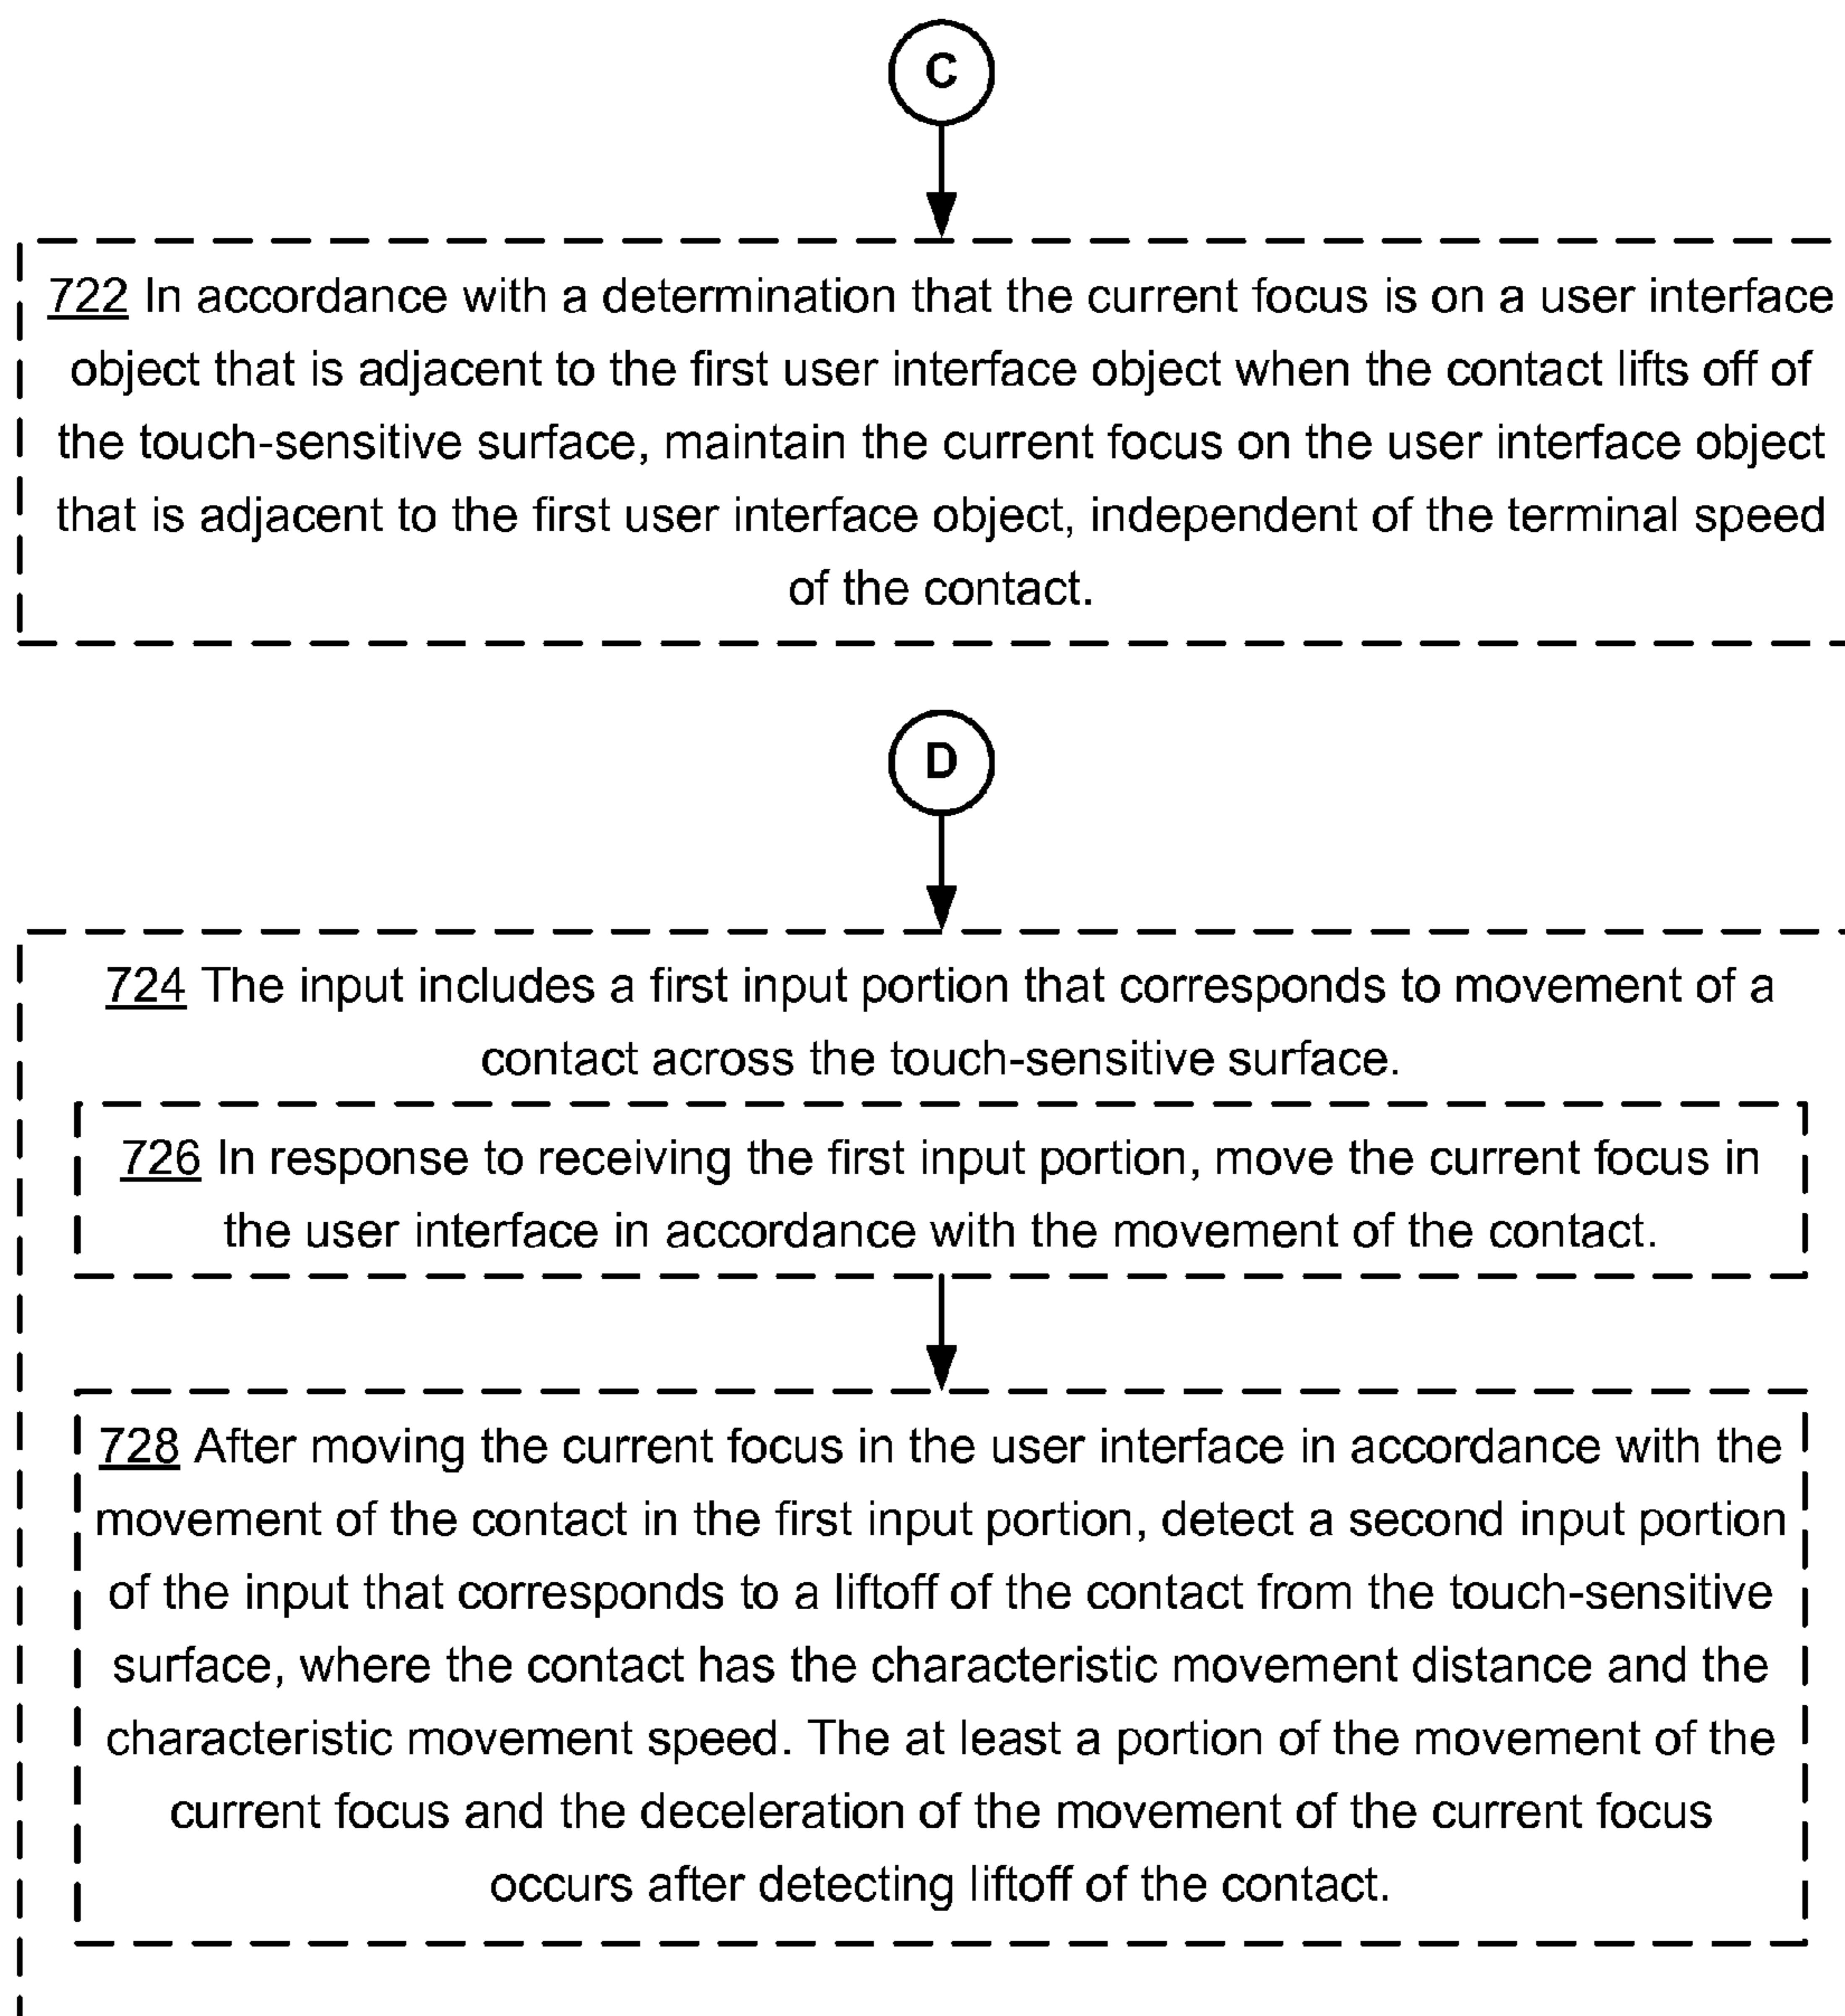 C
722 In accordance with a determination that the current focus is on a user interface
object that is adjacent to the first user interface object when the contact lifts off of
the touch-sensitive surface, maintain the current focus on the user interface object
that is adjacent to the first user interface object, independent of the terminal speed
of the contact.
D
724 The input includes a first input portion that corresponds to movement of a
contact across the touch-sensitive surface.
726 In response to receiving the first input portion, move the current focus in
the user interface in accordance with the movement of the contact.
728 After moving the current focus in the user interface in accordance with the
movement of the contact in the first input portion, detect a second input portion
of the input that corresponds to a liftoff of the contact from the touch-sensitive
surface, where the contact has the characteristic movement distance and the
characteristic movement speed. The at least a portion of the movement of the
current focus and the deceleration of the movement of the current focus
occurs after detecting liftoff of the contact.